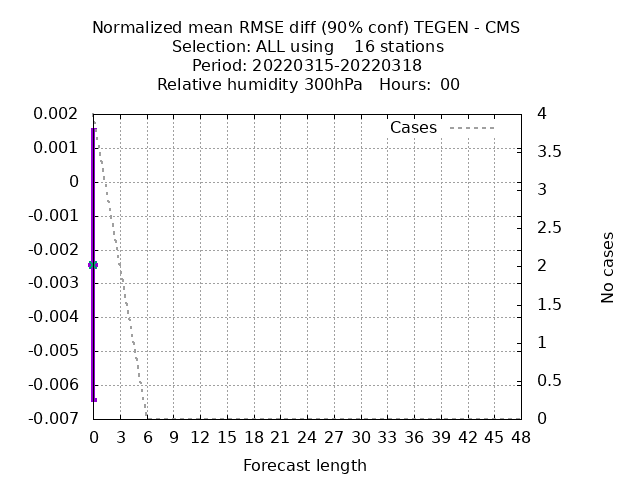 Normalized mean RMSE diff (90% conf) TEGEN - CMS
Selection: ALL using    16 stations
Period: 20220315-20220318
Relative humidity 300hPa   Hours:  00
Cases
0.002
0.001
0
-0.001
-0.002
-0.003
-0.004
-0.005
-0.006
-0.007
4
3.5
3
2.5
2
1.5
1
0.5
0
No cases
0 3 6 9 12 15 18 21 24 27 30 33 36 39 42 45 48
Forecast length